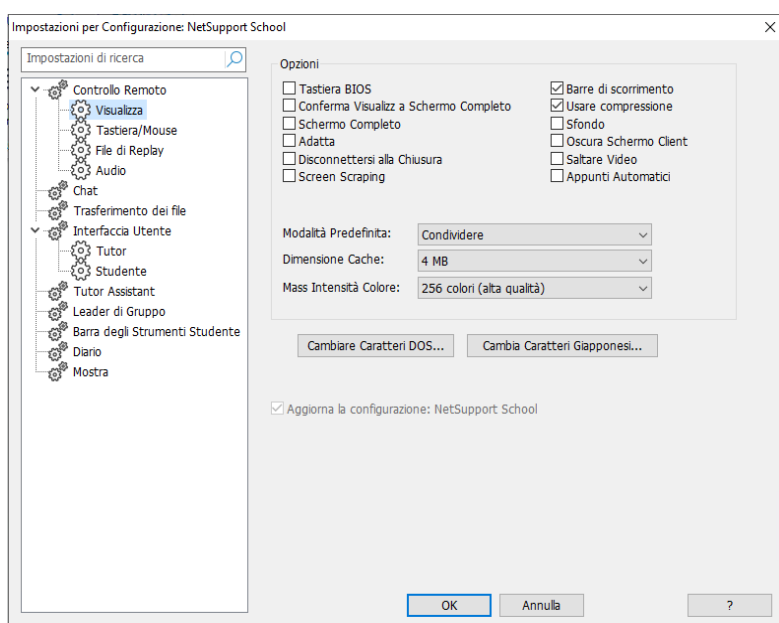 Impostazioni per Configurazione: NetSupport School
Impostazioni di ricerca
Controllo Remoto
Visualizza
Tastiera/Mouse
File di Replay
Audio
Chat
Trasferimento dei file
Interfaccia Utente
Tutor
Studente
Tutor Assistant
Leader di Gruppo
Barra degli Strumenti Studente
Diario
Mostra
Opzioni
Tastiera BIOS
Conferma Visualizz a Schermo Completo
Schermo Completo
Adatta
Disconnettersi alla Chiusura
Screen Scraping
Barre di scorrimento
Usare compressione
Sfondo
Oscura Schermo Client
Saltare Video
Appunti Automatici
Modalità Predefinita: Condividere
Dimensione Cache: 4 MB
Mass Intensità Colore: 256 colori (alta qualità)
Cambiare Caratteri DOS... Cambia Caratteri Giapponesi...
Aggiorna la configurazione: NetSupport School
OK Annulla ?